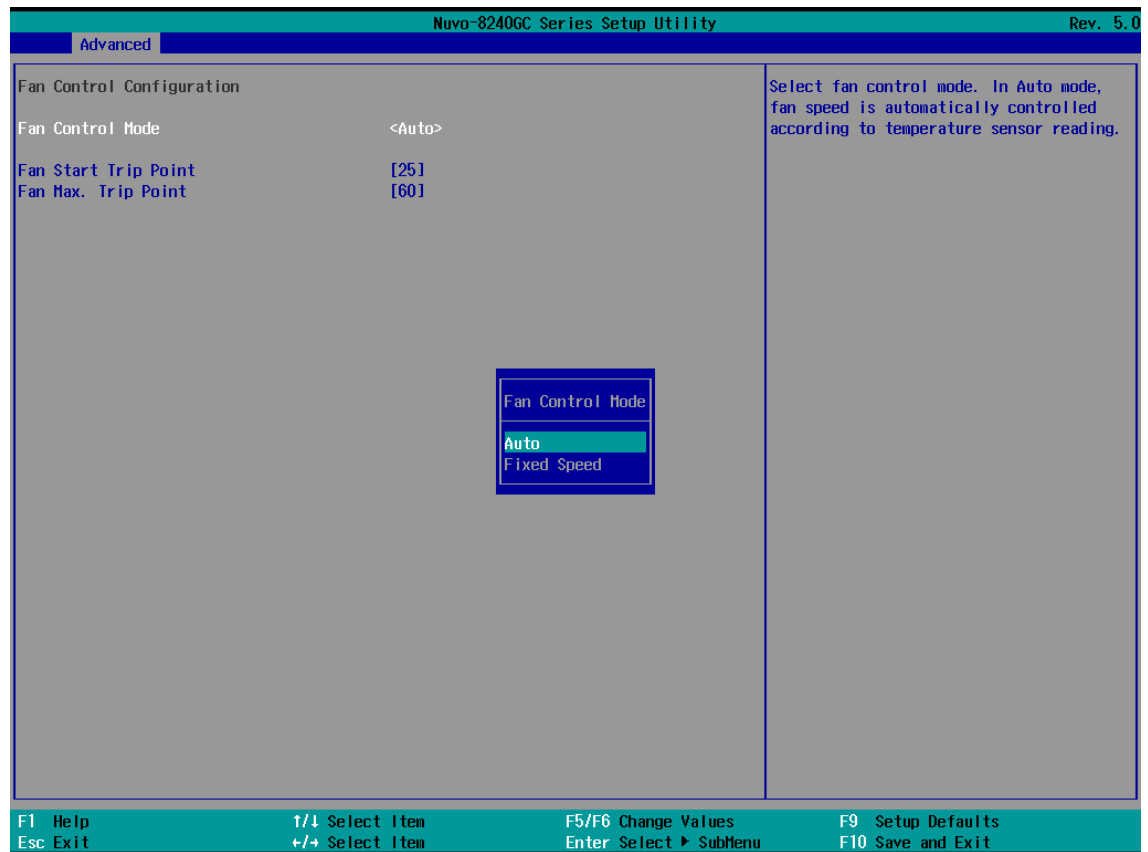 Nuvo-8240GC Series Setup Utility Rev. 5.0
Advanced
Fan Control Configuration
Fan Control Mode <Auto>
Fan Start Trip Point [25]
Fan Max. Trip Point [60]
Select fan control mode. In Auto mode,
fan speed is automatically controlled
according to temperature sensor reading.
Fan Control Mode
Auto
Fixed Speed
F1 Help ↑/↓ Select Item F5/F6 Change Values F9 Setup Defaults
Esc Exit ←/→ Select Item Enter Select ▶ SubMenu F10 Save and Exit